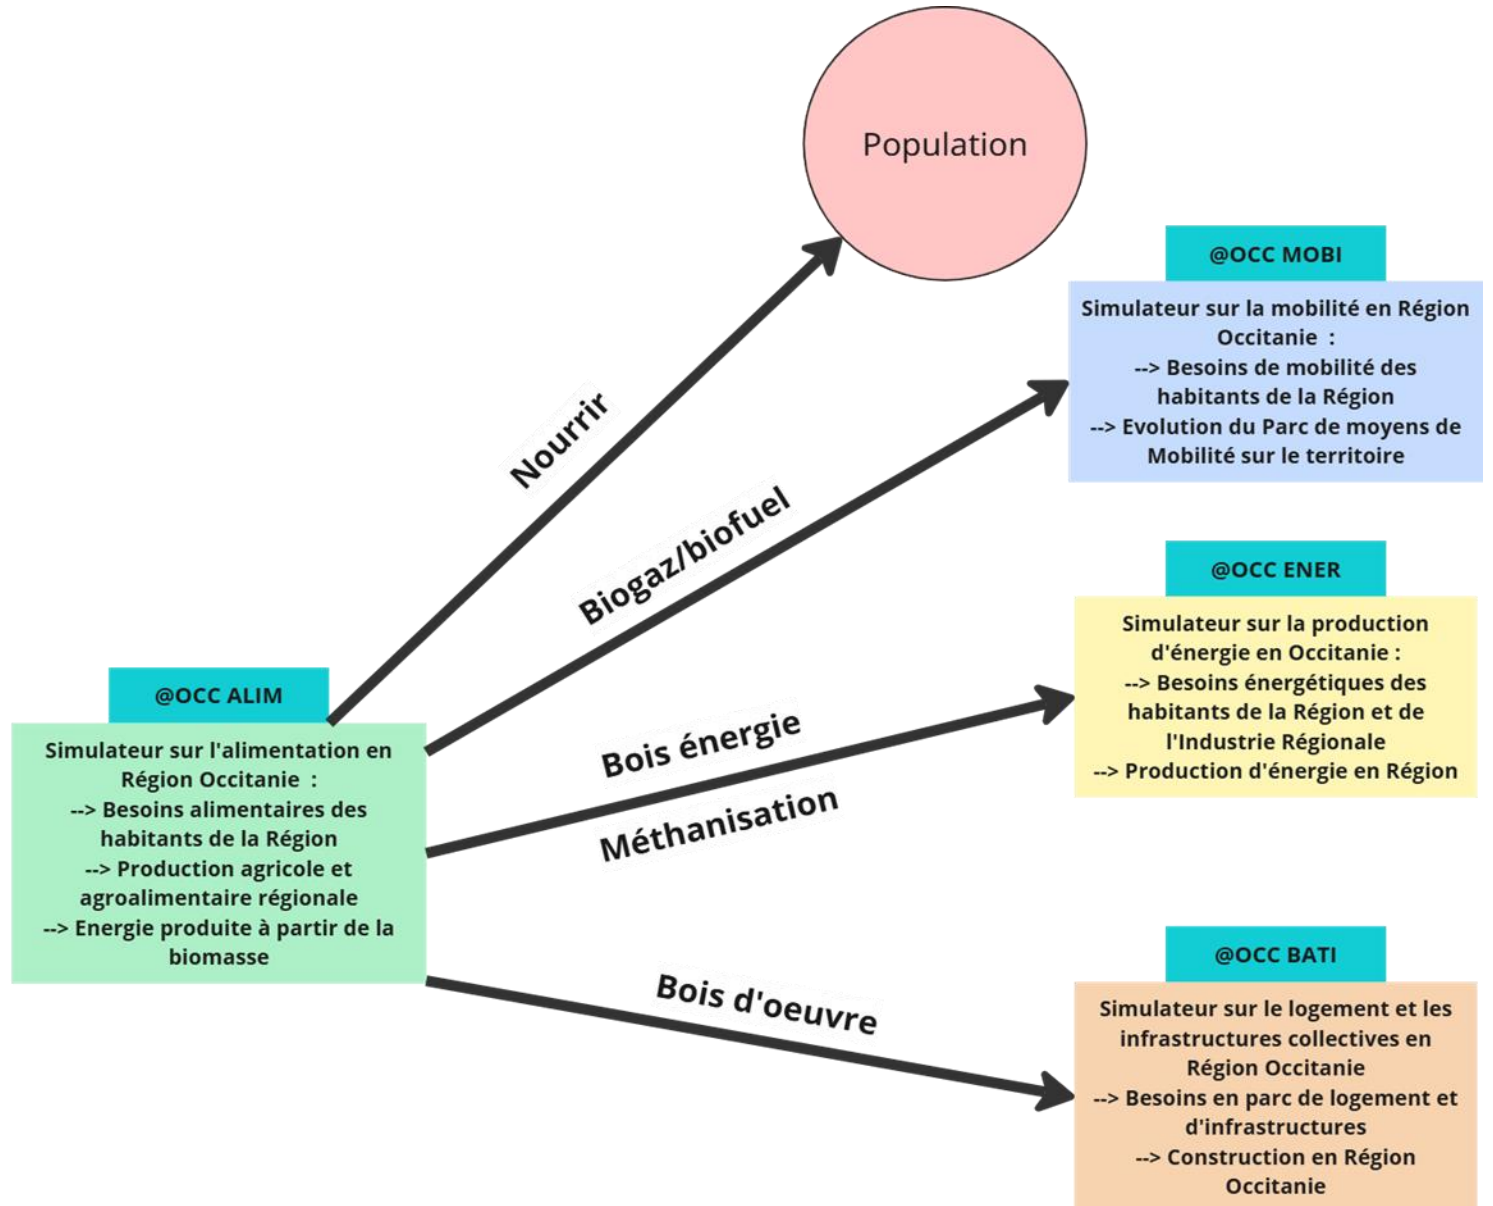 Population
@OCC MOBI
Simulateur sur la mobilité en Région
Occitanie :
--> Besoins de mobilité des
habitants de la Région
--> Evolution du Parc de moyens de
Mobilité sur le territoire
Nourrir
Biogaz/biofuel
@OCC ENER
Simulateur sur la production
d'énergie en Occitanie :
--> Besoins énergétiques des
habitants de la Région et de
l'Industrie Régionale
--> Production d'énergie en Région
Bois énergie
Méthanisation
@OCC ALIM
Simulateur sur l'alimentation en
Région Occitanie :
--> Besoins alimentaires des
habitants de la Région
--> Production agricole et
agroalimentaire régionale
--> Energie produite à partir de la
biomasse
Bois d'oeuvre
@OCC BATI
Simulateur sur le logement et les
infrastructures collectives en
Région Occitanie
--> Besoins en parc de logement et
d'infrastructures
--> Construction en Région
Occitanie